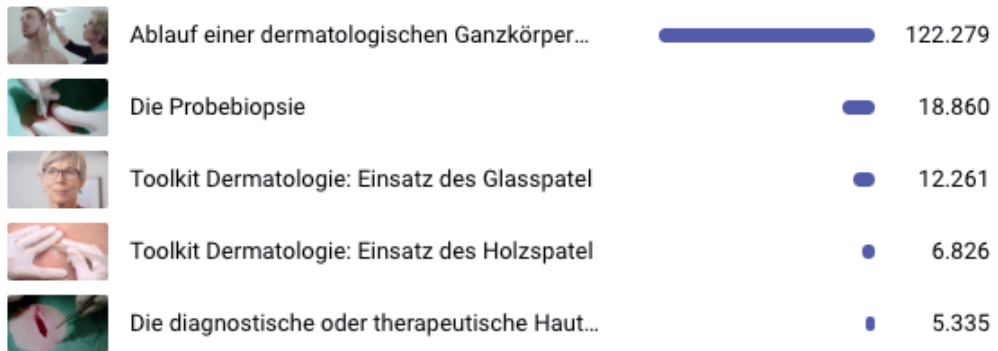 Ablauf einer dermatologischen Ganzkörper... 122.279
Die Probebiopsie 18.860
Toolkit Dermatologie: Einsatz des Glasspatel 12.261
Toolkit Dermatologie: Einsatz des Holzspatel 6.826
Die diagnostische oder therapeutische Haut... 5.335